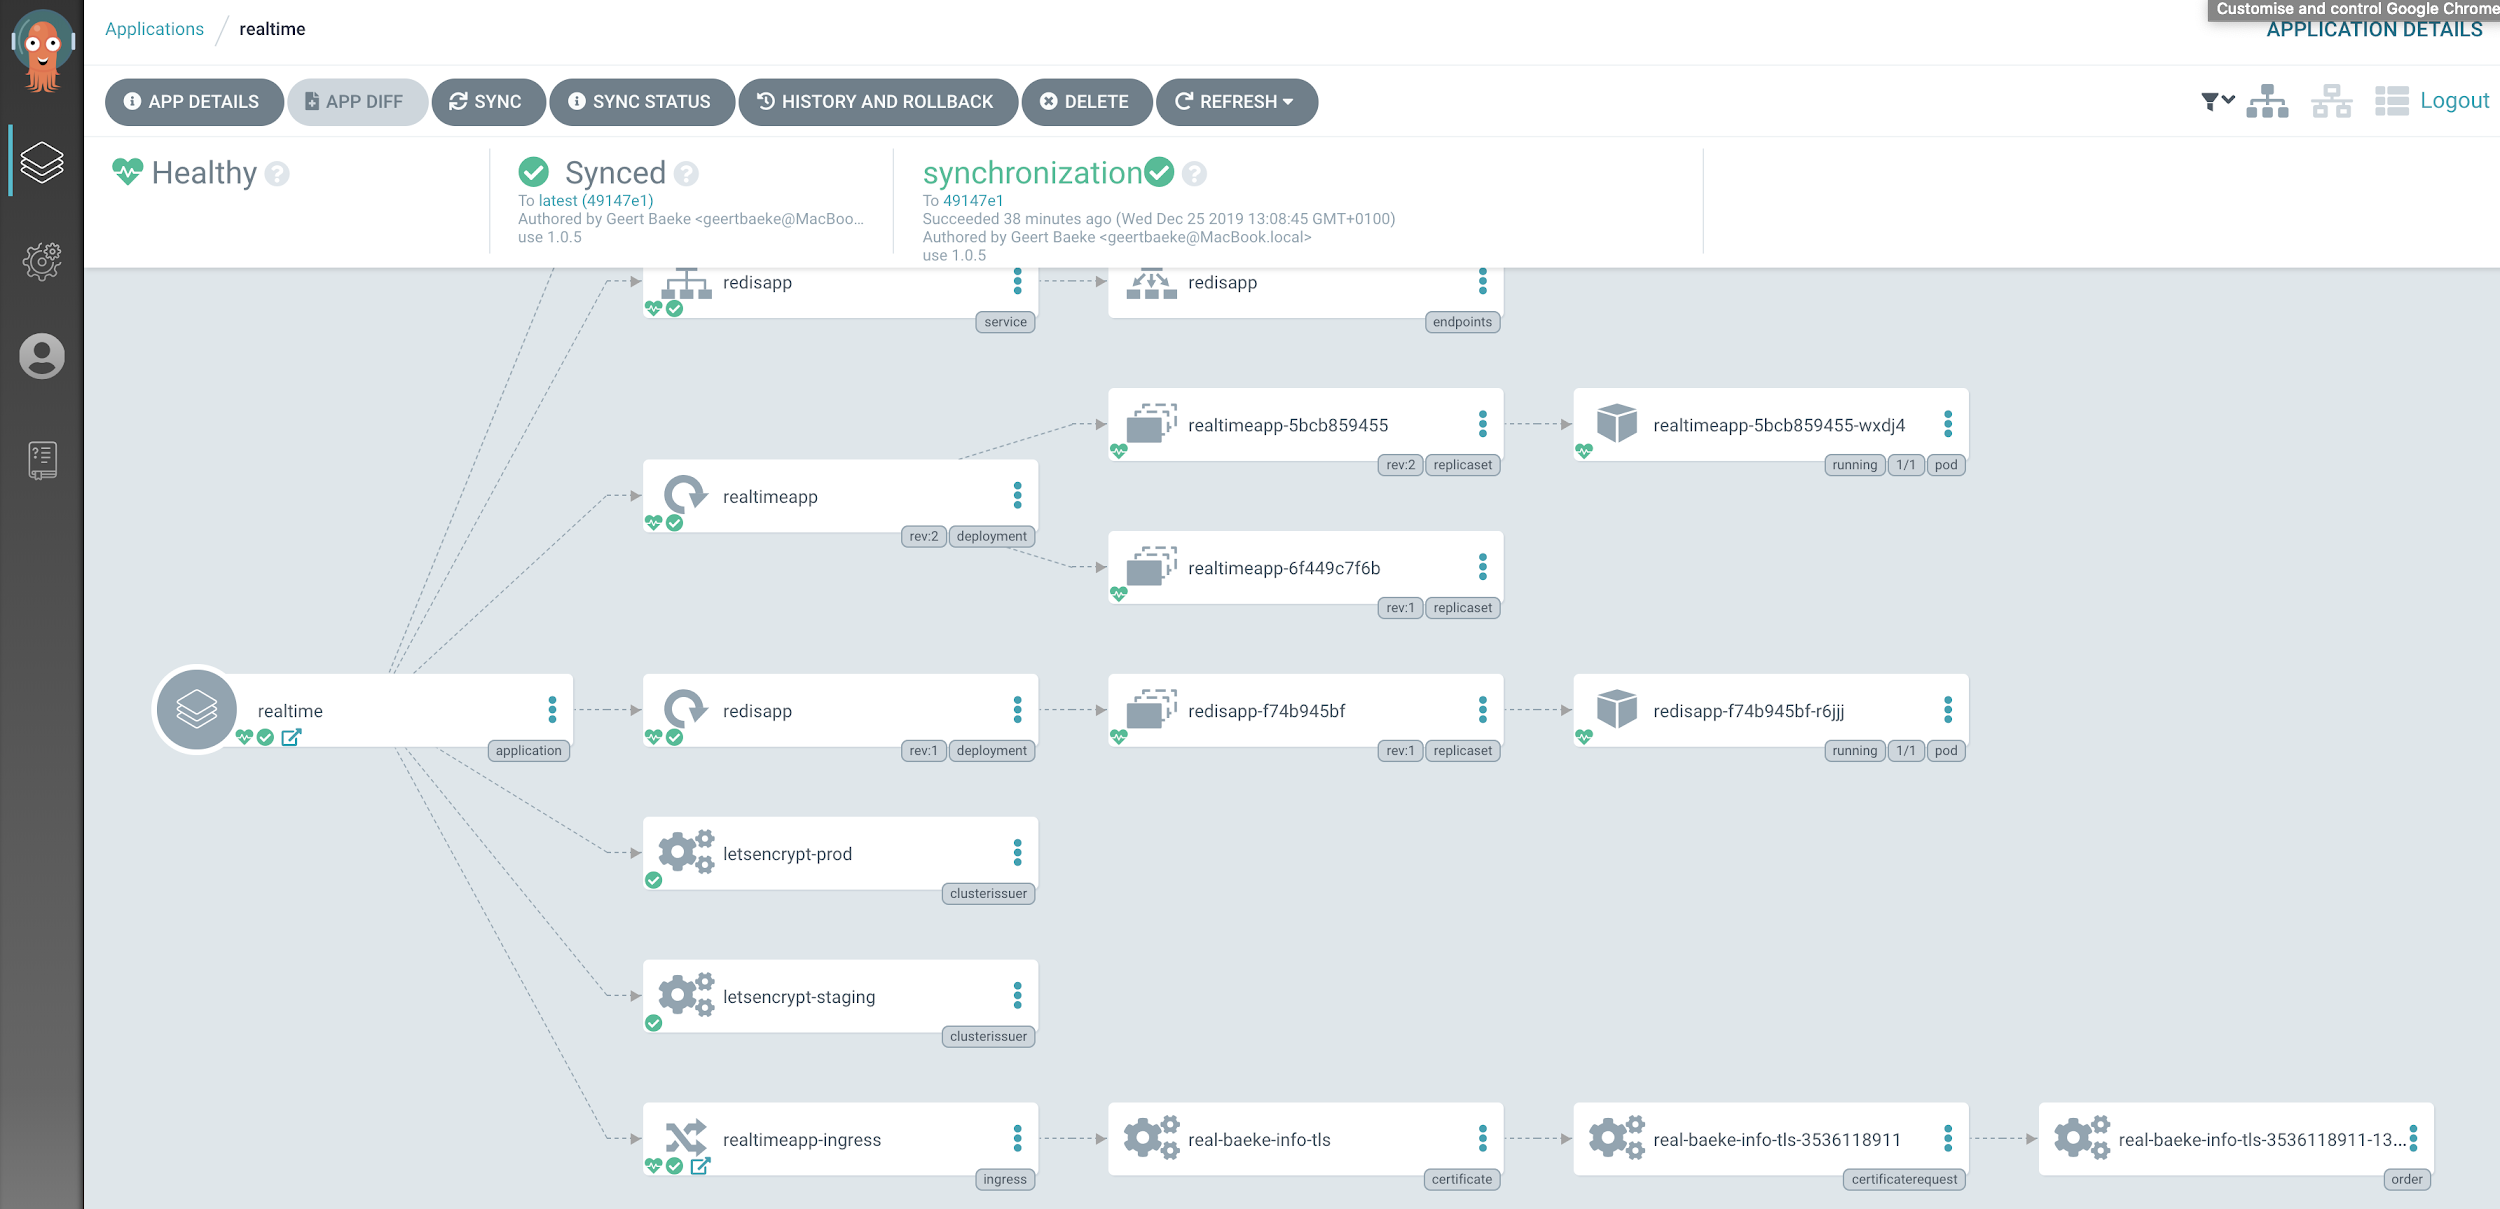 Customise and control Google Chrome
Applications / realtime
APPLICATION DETAILS
APP DETAILS
APP DIFF
SYNC
SYNC STATUS
HISTORY AND ROLLBACK
DELETE
REFRESH
Logout
Healthy
Synced
To latest (49147e1)
Authored by Geert Baeke <geertbaeke@MacBoo...
use 1.0.5
synchronization
To 49147e1
Succeeded 38 minutes ago (Wed Dec 25 2019 13:08:45 GMT+0100)
Authored by Geert Baeke <geertbaeke@MacBook.local>
use 1.0.5
redisapp
service
redisapp
endpoints
realtimeapp-5bcb859455
rev:2 replicaset
realtimeapp-5bcb859455-wxdj4
running 1/1 pod
realtimeapp
rev:2 deployment
realtimeapp-6f449c7f6b
rev:1 replicaset
realtime
application
redisapp
rev:1 deployment
redisapp-f74b945bf
rev:1 replicaset
redisapp-f74b945bf-r6jjj
running 1/1 pod
letsencrypt-prod
clusterissuer
letsencrypt-staging
clusterissuer
realtimeapp-ingress
ingress
real-baeke-info-tls
certificate
real-baeke-info-tls-3536118911
certificaterequest
real-baeke-info-tls-3536118911-13...
order